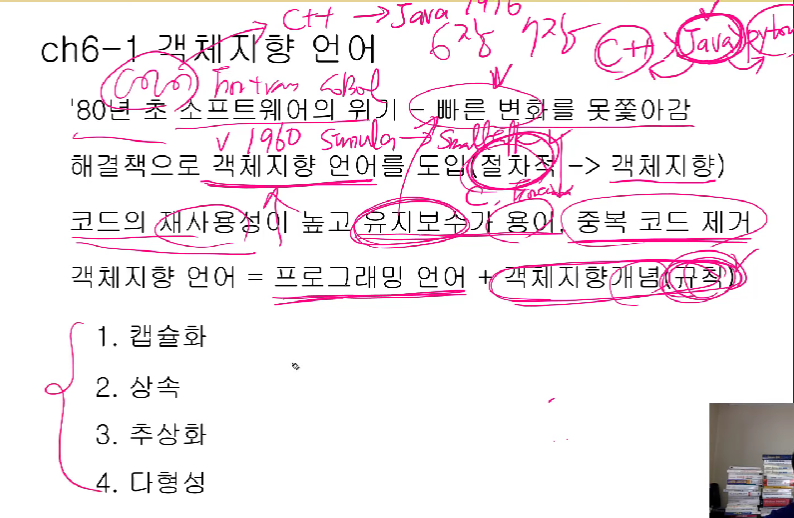 C++ → Java 1996
ch6-1 객체지향 언어 6장 7장 C++ Java python
Fortran Cobol
'80년 초 소프트웨어의 위기 - 빠른 변화를 못쫓아감
v 1960 Simula → Smalltalk
해결책으로 객체지향 언어를 도입(절차적 -> 객체지향)
코드의 재사용성이 높고 유지보수가 용이, 중복 코드 제거
객체지향 언어 = 프로그래밍 언어 + 객체지향개념(규칙)
1. 캡슐화
2. 상속
3. 추상화
4. 다형성